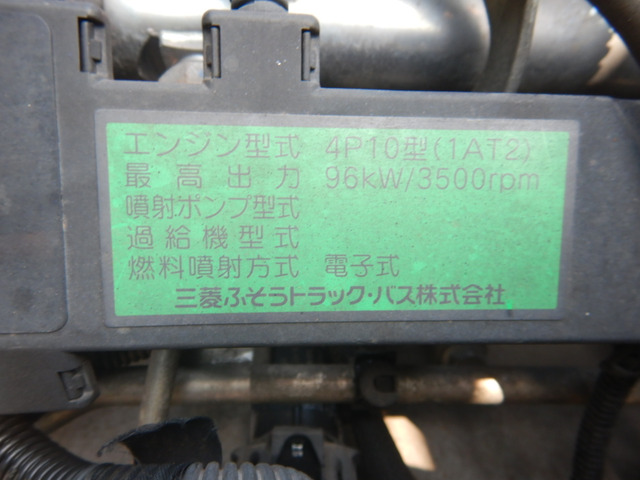 エンジン型式 4P10型(1AT2)
最高出力 96kW/3500rpm
噴射ポンプ型式
過給機型式
燃料噴射方式 電子式
三菱ふそうトラック・バス株式会社